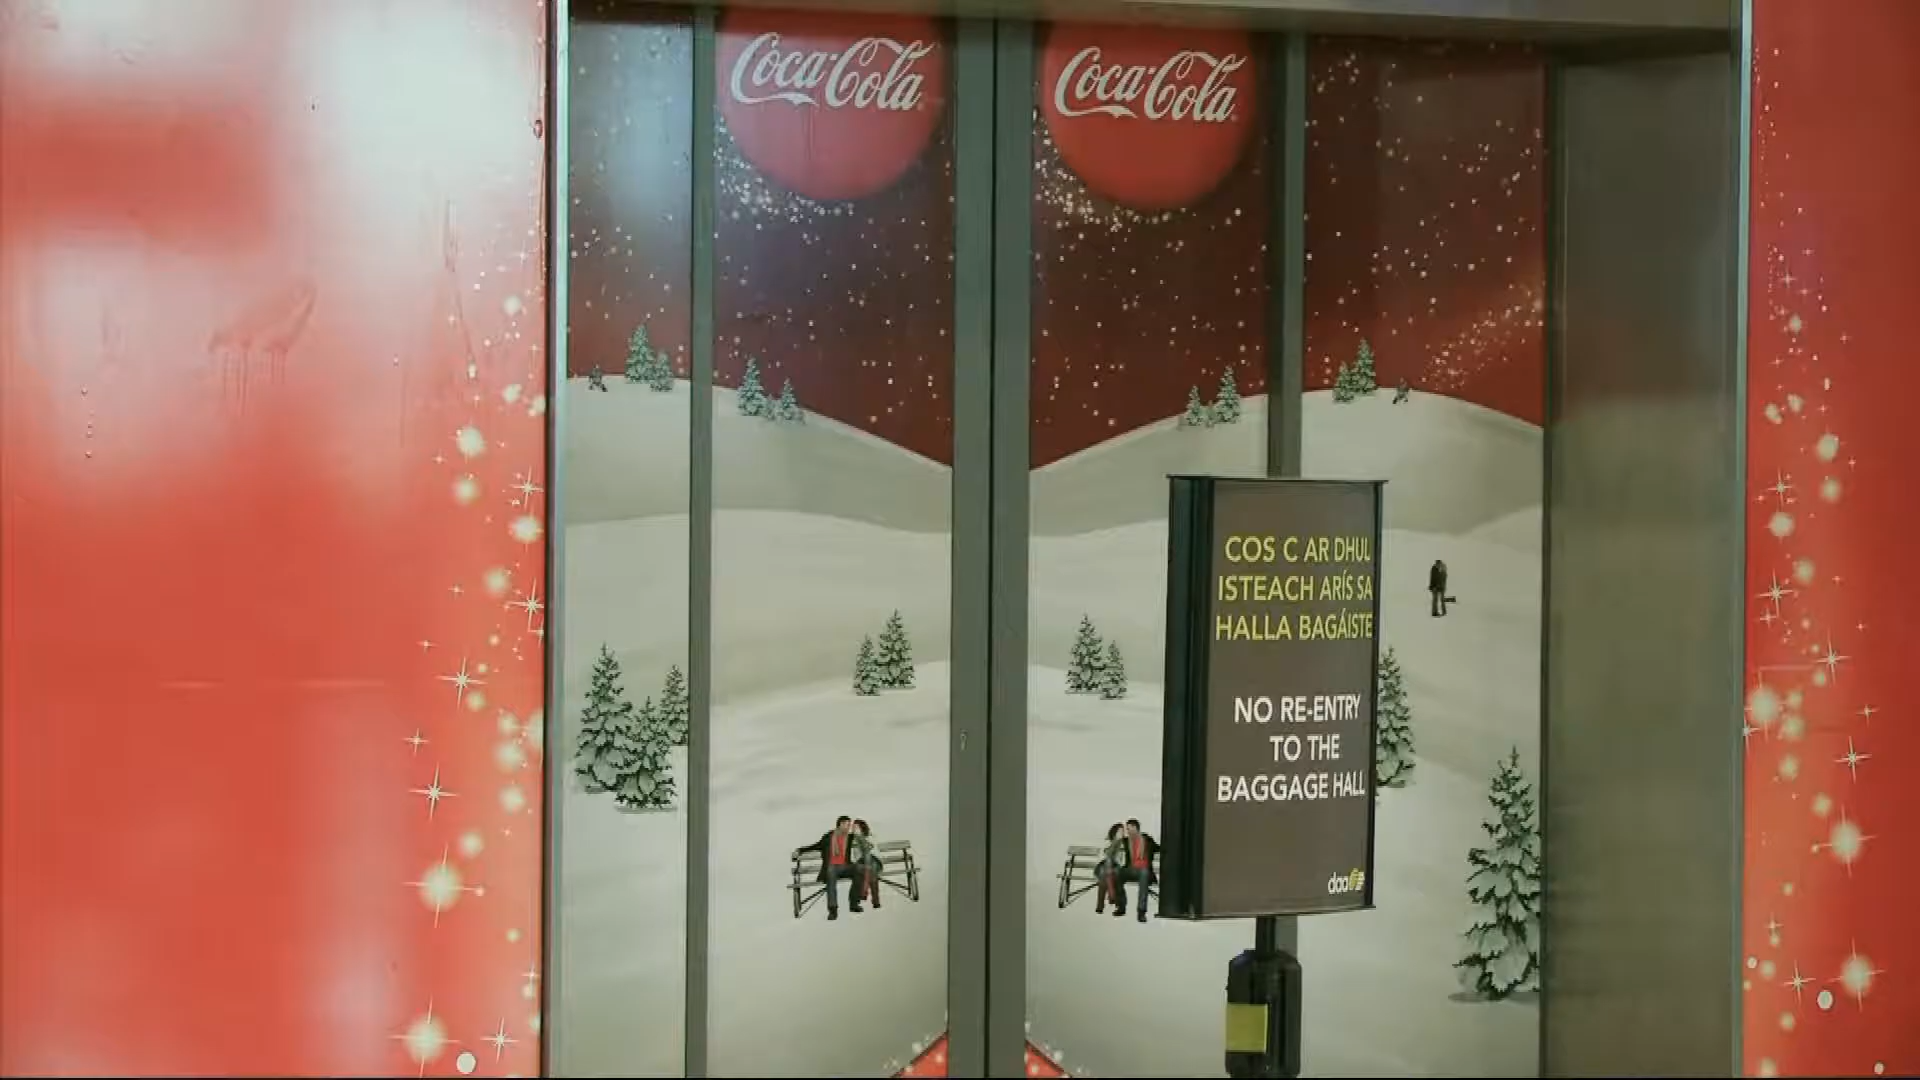 Coca-Cola
Coca-Cola
COS C AR DHUL
ISTEACH ARÍS SA
HALLA BAGÁISTE
NO RE-ENTRY
TO THE
BAGGAGE HALL
daa